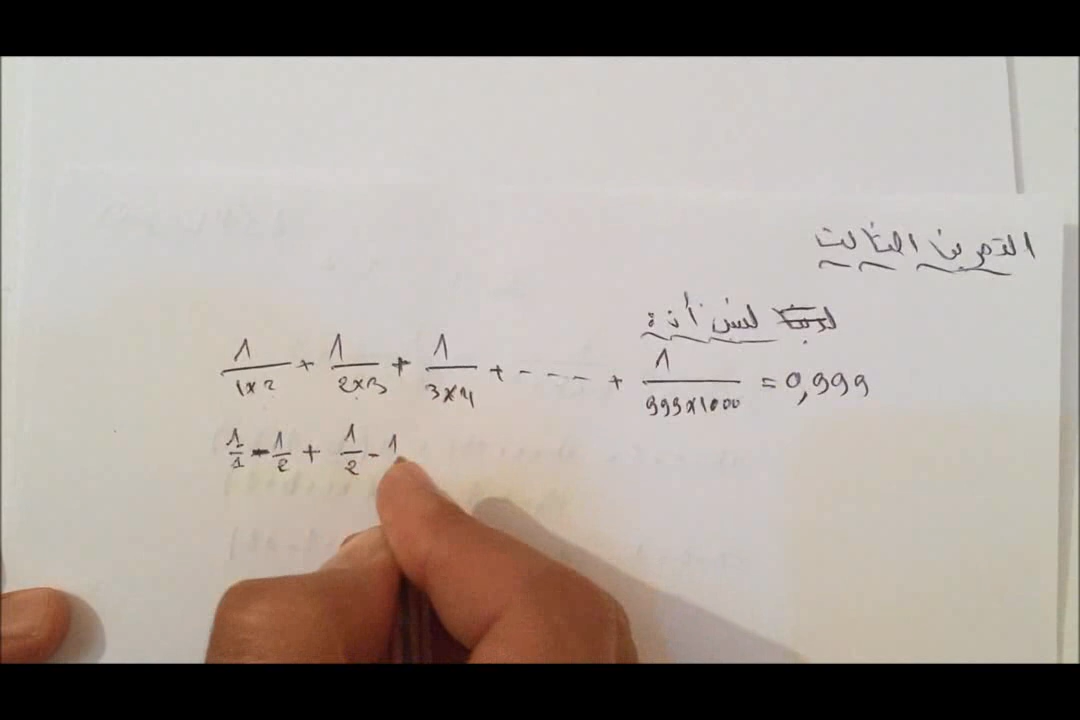 التمرين الثالث
لنبين أنه
1/(1×2) + 1/(2×3) + 1/(3×4) + - - - - + 1/(999×1000) = 0,999
1/1 - 1/2 + 1/2 - 1